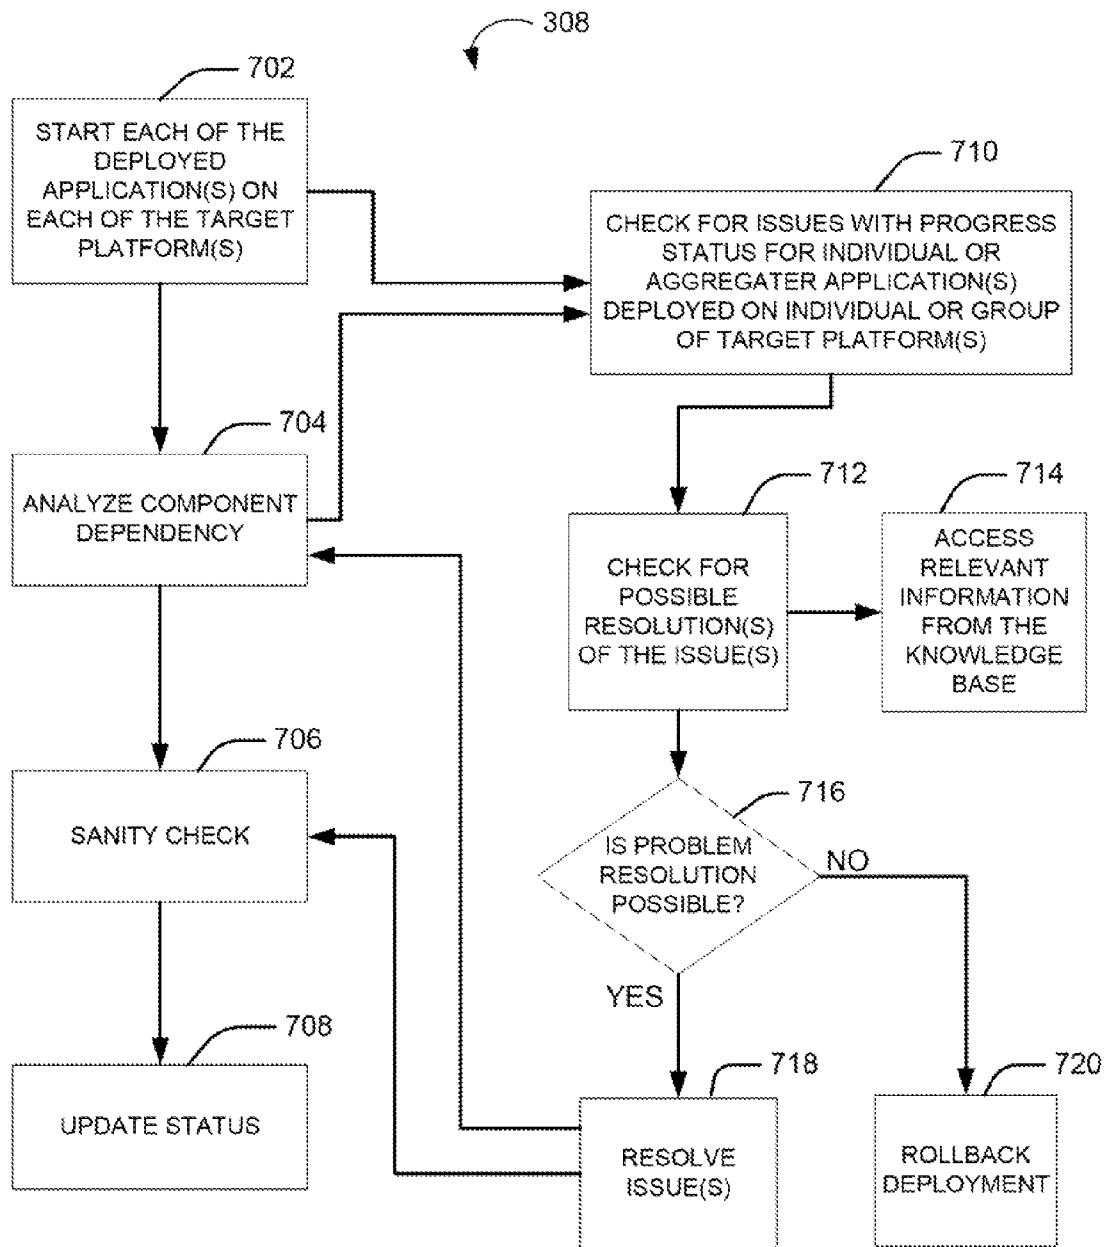 308
702
START EACH OF THE
DEPLOYED
APPLICATION(S) ON
EACH OF THE TARGET
PLATFORM(S)
710
CHECK FOR ISSUES WITH PROGRESS
STATUS FOR INDIVIDUAL OR
AGGREGATER APPLICATION(S)
DEPLOYED ON INDIVIDUAL OR GROUP
OF TARGET PLATFORM(S)
704
ANALYZE COMPONENT
DEPENDENCY
712
CHECK FOR
POSSIBLE
RESOLUTION(S)
OF THE ISSUE(S)
714
ACCESS
RELEVANT
INFORMATION
FROM THE
KNOWLEDGE
BASE
706
SANITY CHECK
716
IS PROBLEM
RESOLUTION
POSSIBLE?
NO
YES
708
UPDATE STATUS
718
RESOLVE
ISSUE(S)
720
ROLLBACK
DEPLOYMENT